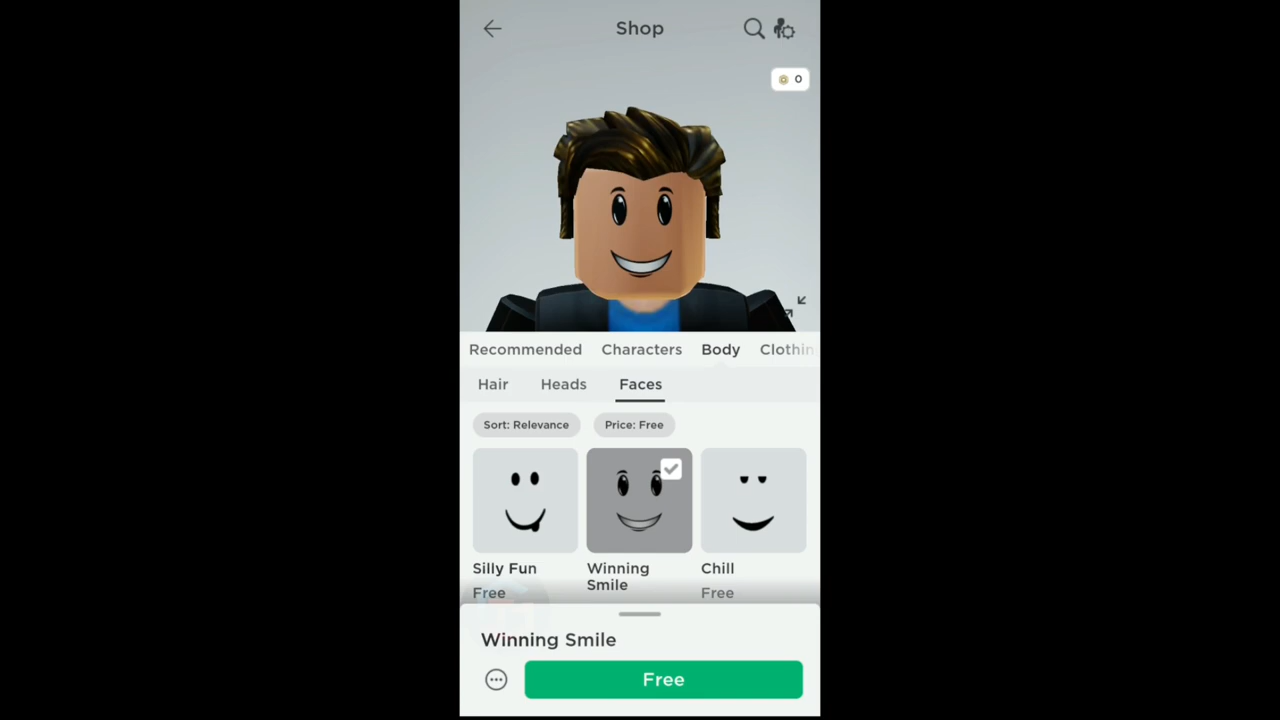 Shop
0
Recommended Characters Body Clothin
Hair Heads Faces
Sort: Relevance Price: Free
Silly Fun Winning Smile Chill
Free Free
Winning Smile
Free